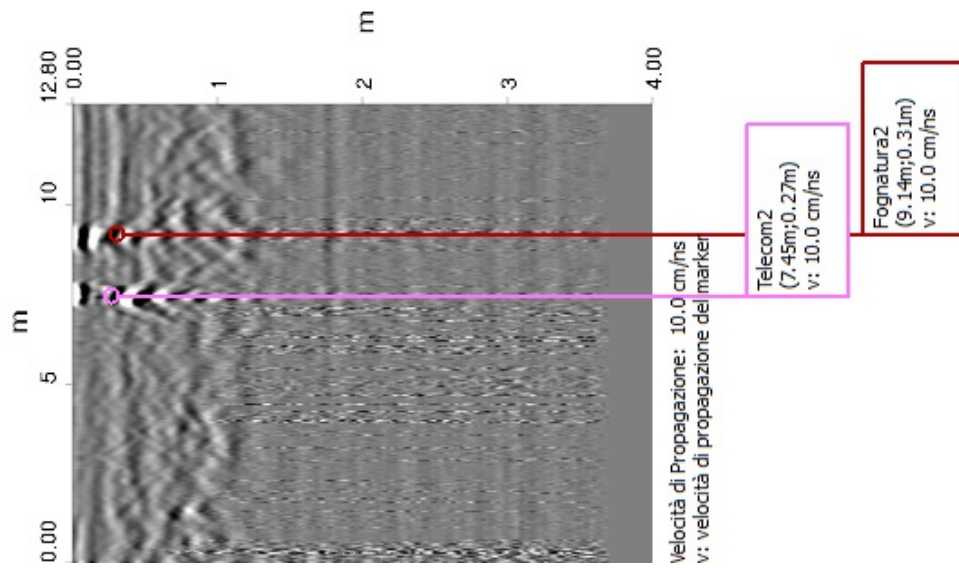 m
0.00
5
10
12.80
0.00
1
2
3
4.00
m
Velocità di Propagazione: 10.0 cm/ns
v: velocità di propagazione del marker
Telecom2
(7.45m;0.27m)
v: 10.0 cm/ns
Fognatura2
(9.14m;0.31m)
v: 10.0 cm/ns